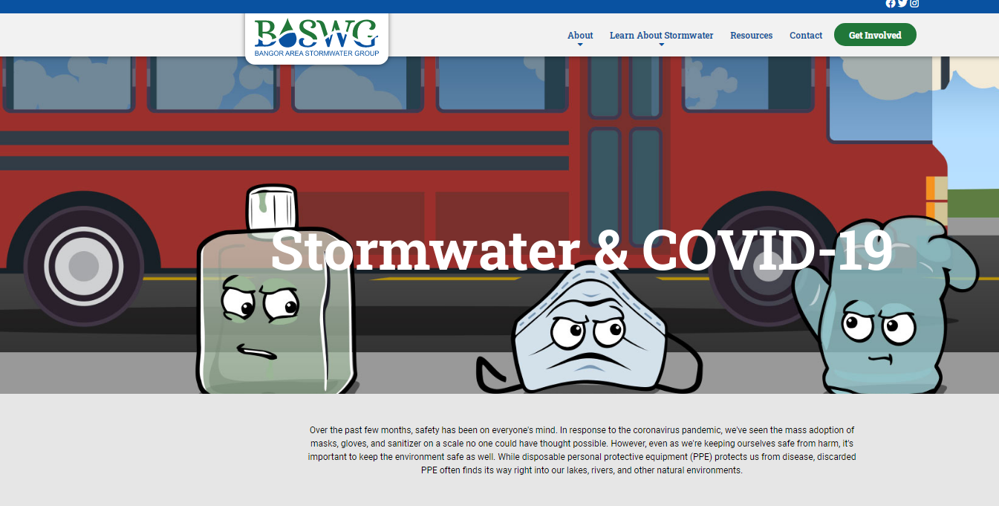 BASWG
BANGOR AREA STORMWATER GROUP
About
Learn About Stormwater
Resources
Contact
Get Involved
Stormwater & COVID-19
Over the past few months, safety has been on everyone's mind. In response to the coronavirus pandemic, we've seen the mass adoption of
masks, gloves, and sanitizer on a scale no one could have thought possible. However, even as we're keeping ourselves safe from harm, it's
important to keep the environment safe as well. While disposable personal protective equipment (PPE) protects us from disease, discarded
PPE often finds its way right into our lakes, rivers, and other natural environments.